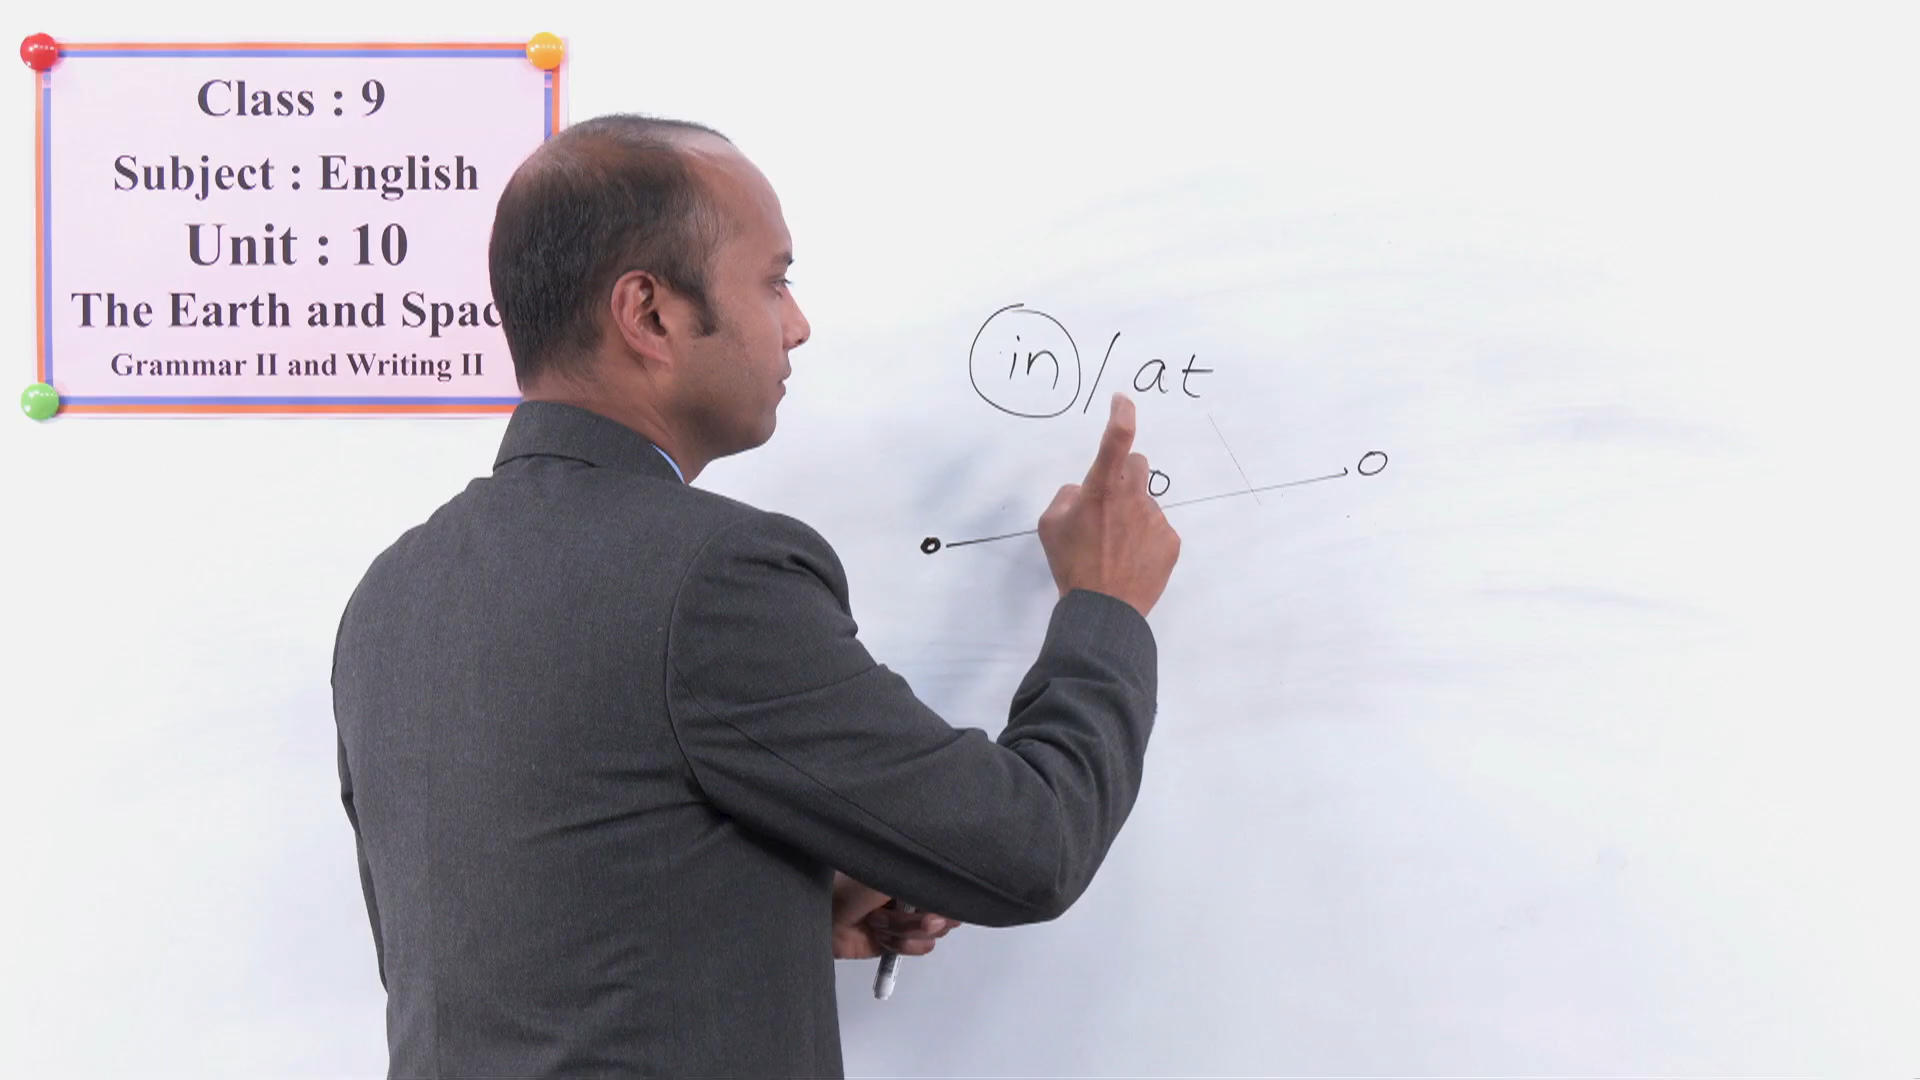 Class : 9
Subject : English
Unit : 10
The Earth and Spac
Grammar II and Writing II
in / at